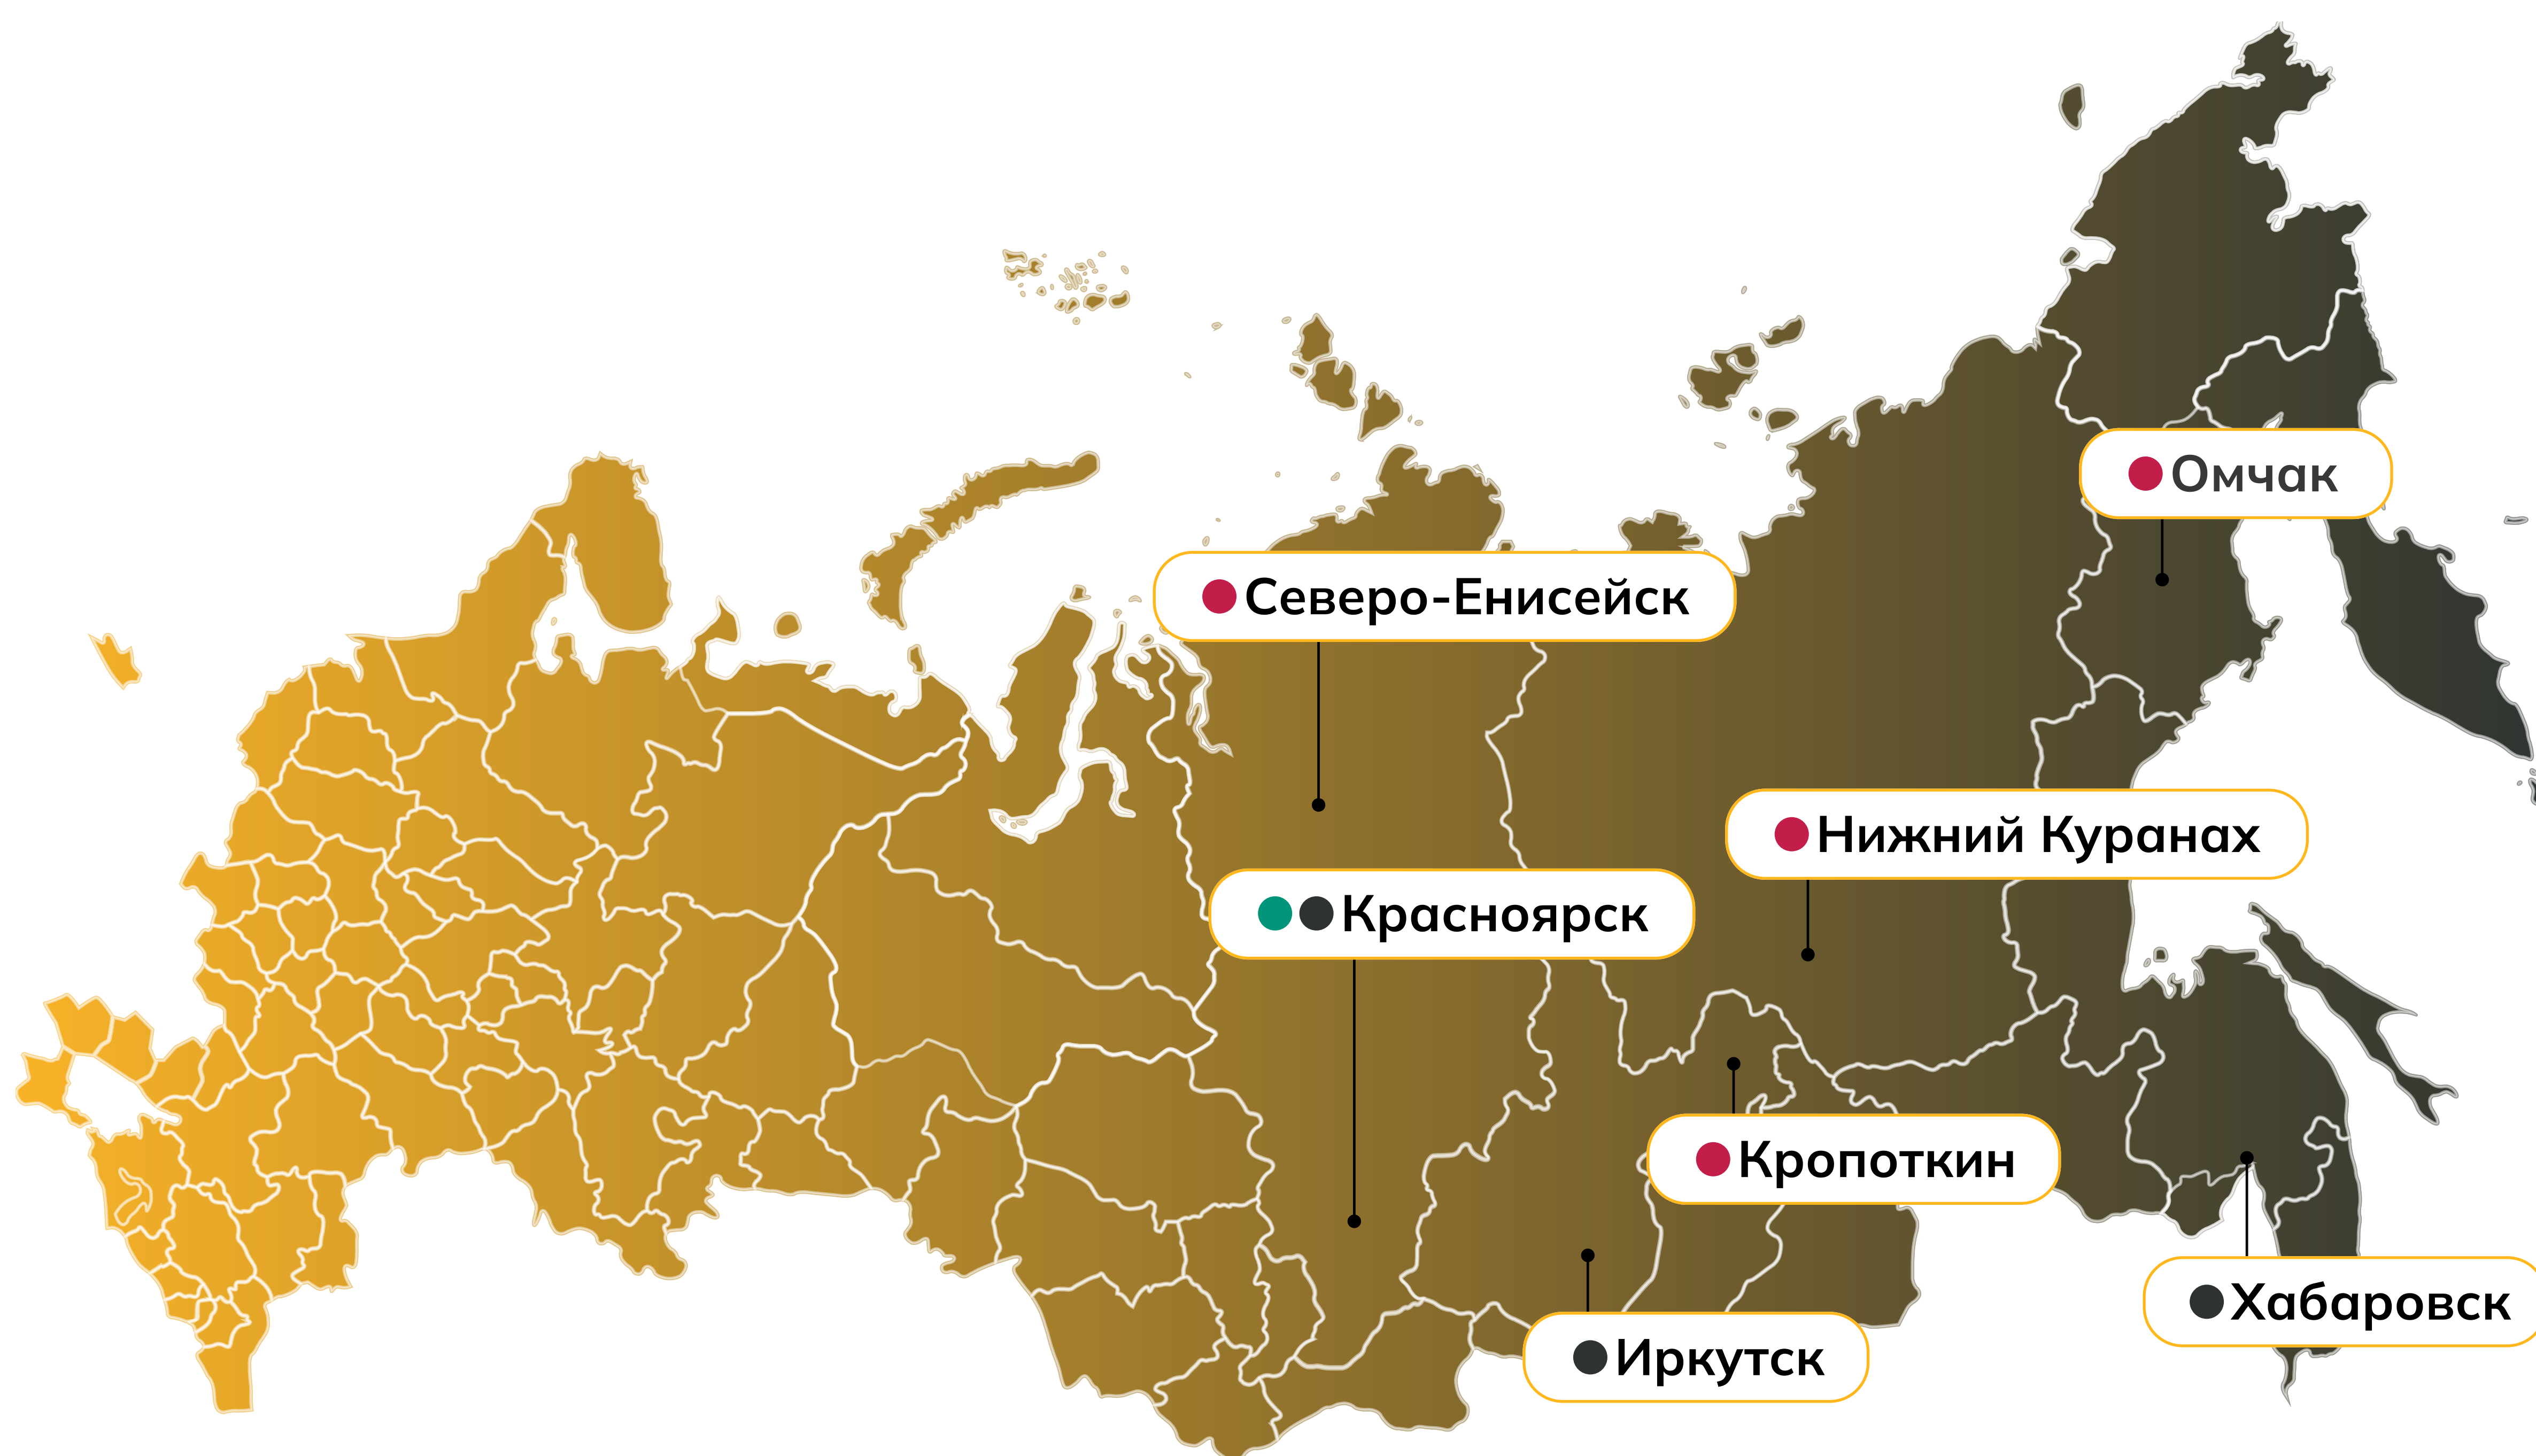 Омчак
Северо-Енисейск
Нижний Куранах
Красноярск
Кропоткин
Хабаровск
Иркутск